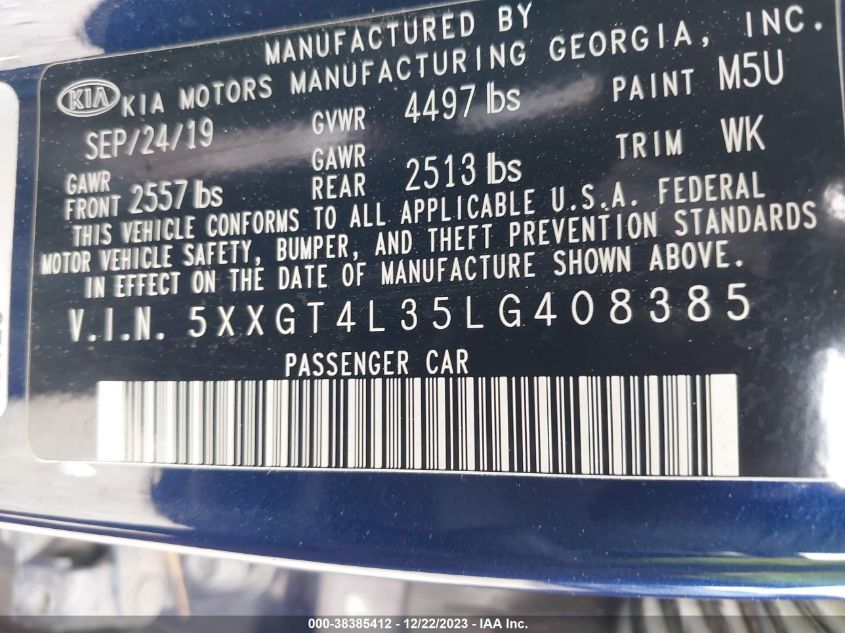 MANUFACTURED BY
KIA KIA MOTORS MANUFACTURING GEORGIA, INC.
SEP/24/19 GVWR 4497 lbs PAINT M5U
GAWR FRONT 2557 lbs GAWR REAR 2513 lbs TRIM WK
THIS VEHICLE CONFORMS TO ALL APPLICABLE U.S.A. FEDERAL
MOTOR VEHICLE SAFETY, BUMPER, AND THEFT PREVENTION STANDARDS
IN EFFECT ON THE DATE OF MANUFACTURE SHOWN ABOVE.
V.I.N. 5XXGT4L35LG408385
PASSENGER CAR
000-38385412 - 12/22/2023 - IAA Inc.